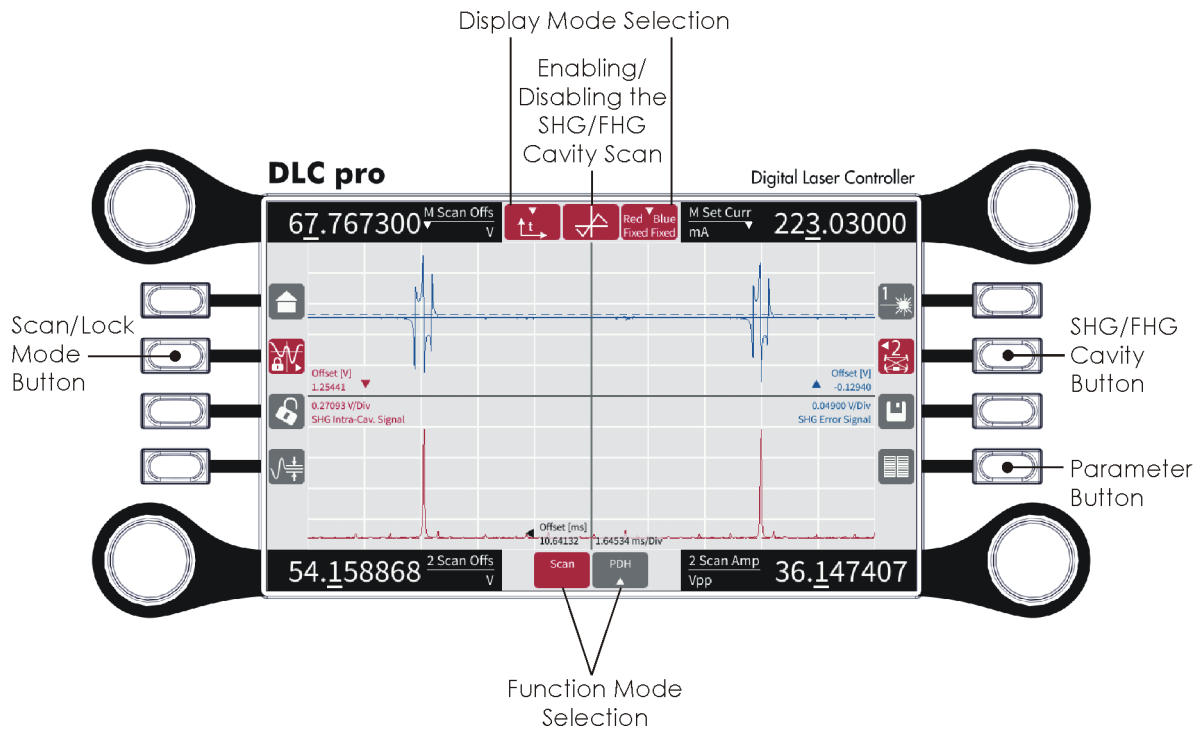 Display Mode Selection
Enabling/
Disabling the
SHG/FHG
Cavity Scan
DLC pro
Digital Laser Controller
67.767300
M Scan Offs
V
t
Red Blue
Fixed Fixed
M Set Curr
mA
223.03000
1
Scan/Lock
Mode
Button
2
SHG/FHG
Cavity
Button
Offset [V]
1.25441
Offset [V]
-0.12940
0.27093 V/Div
SHG Intra-Cav. Signal
0.04900 V/Div
SHG Error Signal
Parameter
Button
Offset [ms]
10.64132
1.64534 ms/Div
54.158868
2 Scan Offs
V
Scan
PDH
2 Scan Amp
Vpp
36.147407
Function Mode
Selection